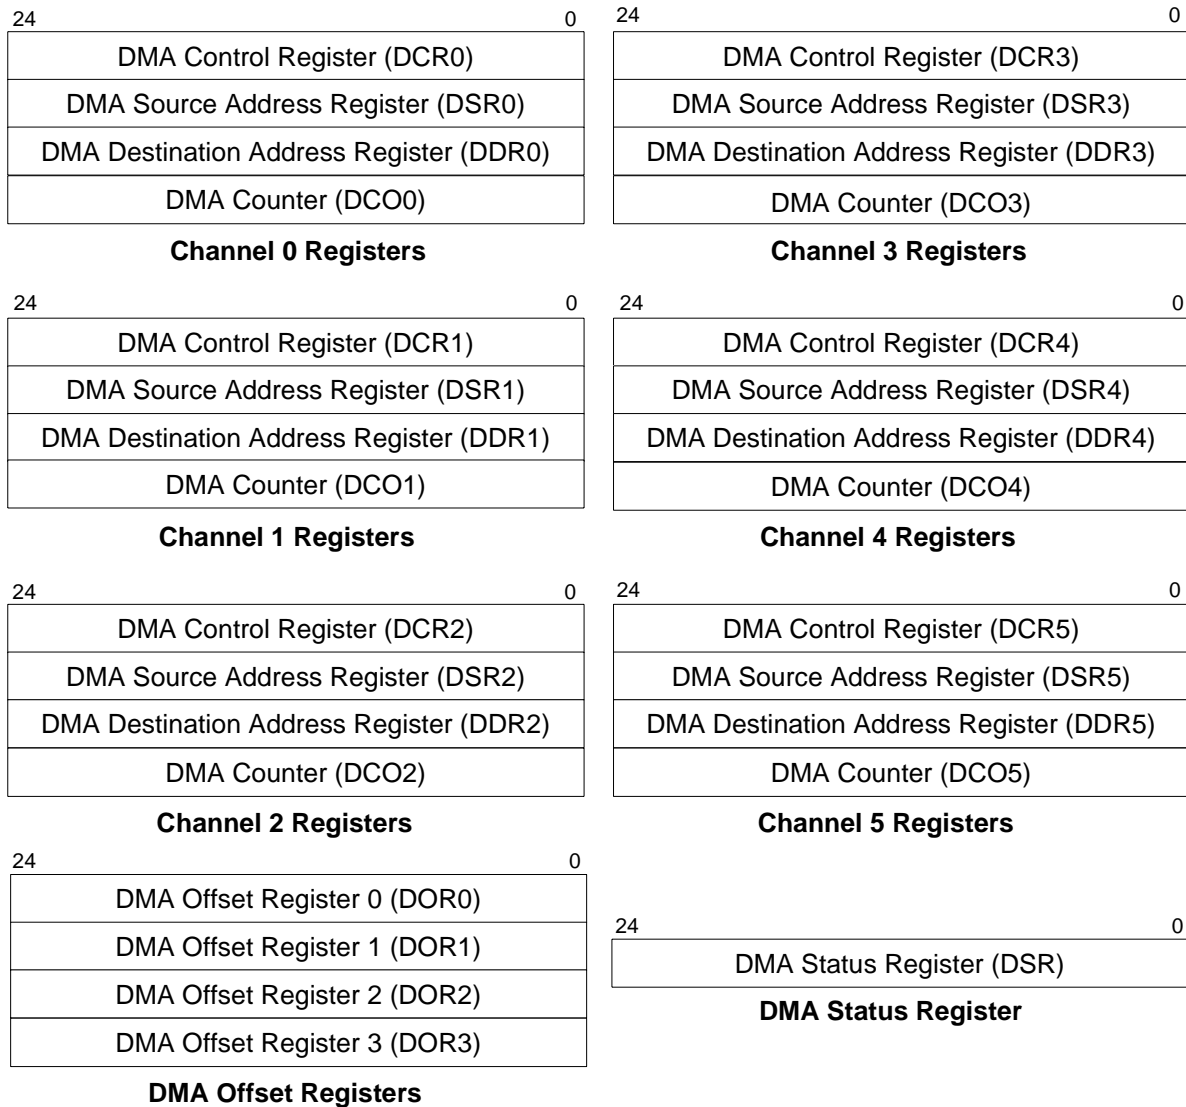 24 0
DMA Control Register (DCR0)
DMA Source Address Register (DSR0)
DMA Destination Address Register (DDR0)
DMA Counter (DCO0)
Channel 0 Registers
24 0
DMA Control Register (DCR3)
DMA Source Address Register (DSR3)
DMA Destination Address Register (DDR3)
DMA Counter (DCO3)
Channel 3 Registers
24 0
DMA Control Register (DCR1)
DMA Source Address Register (DSR1)
DMA Destination Address Register (DDR1)
DMA Counter (DCO1)
Channel 1 Registers
24 0
DMA Control Register (DCR4)
DMA Source Address Register (DSR4)
DMA Destination Address Register (DDR4)
DMA Counter (DCO4)
Channel 4 Registers
24 0
DMA Control Register (DCR2)
DMA Source Address Register (DSR2)
DMA Destination Address Register (DDR2)
DMA Counter (DCO2)
Channel 2 Registers
24 0
DMA Control Register (DCR5)
DMA Source Address Register (DSR5)
DMA Destination Address Register (DDR5)
DMA Counter (DCO5)
Channel 5 Registers
24 0
DMA Offset Register 0 (DOR0)
DMA Offset Register 1 (DOR1)
DMA Offset Register 2 (DOR2)
DMA Offset Register 3 (DOR3)
DMA Offset Registers
24 0
DMA Status Register (DSR)
DMA Status Register